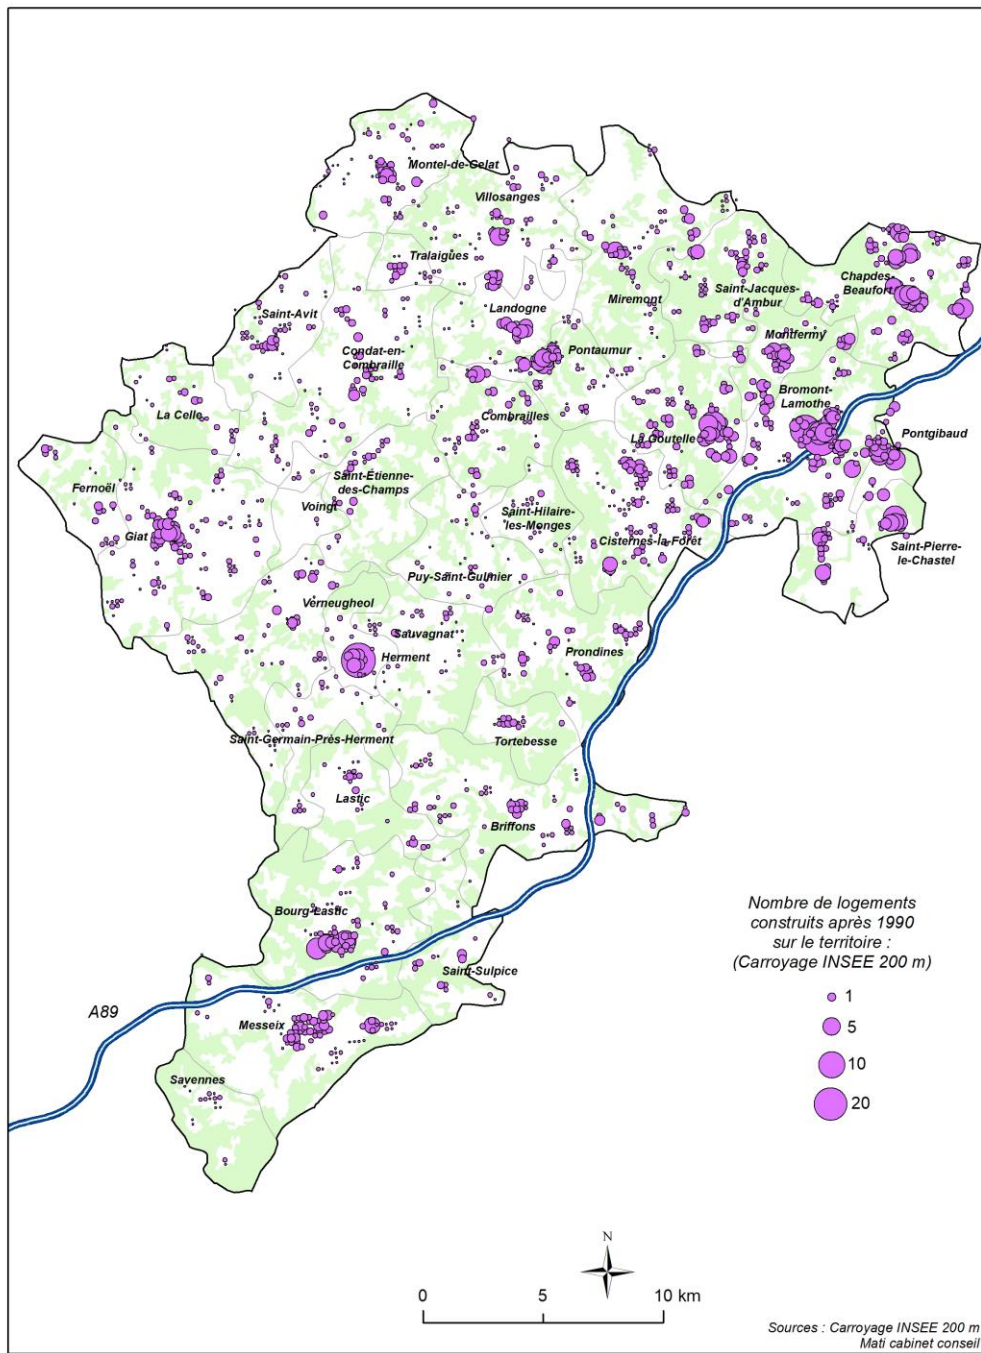 Montel-de-Gelat
Villosanges
Tralaigues
Chapdes-
Beaufort
Saint-Jacques-
d'Ambur
Miremont
Landogne
Saint-Avit
Montfermy
Condat-en-
Combraille
Pontaumur
Bromont-
Lamothe
La Celle
Combrailles
La Goutelle
Pontgibaud
Saint-Étienne-
des-Champs
Fernoël
Voingt
Saint-Hilaire-
les-Monges
Giat
Cisternes-la-Forêt
Saint-Pierre-
le-Chastel
Puy-Saint-Gulmier
Verneugheol
Sauvagnat
Herment
Prondines
Saint-Germain-Près-Herment
Tortebesse
Lastic
Briffons
Bourg-Lastic
Nombre de logements
construits après 1990
sur le territoire :
(Carroyage INSEE 200 m)
Saint-Sulpice
1
A89
Messeix
5
10
Savennes
20
N
0 5 10 km
Sources : Carroyage INSEE 200 m
Mati cabinet conseil